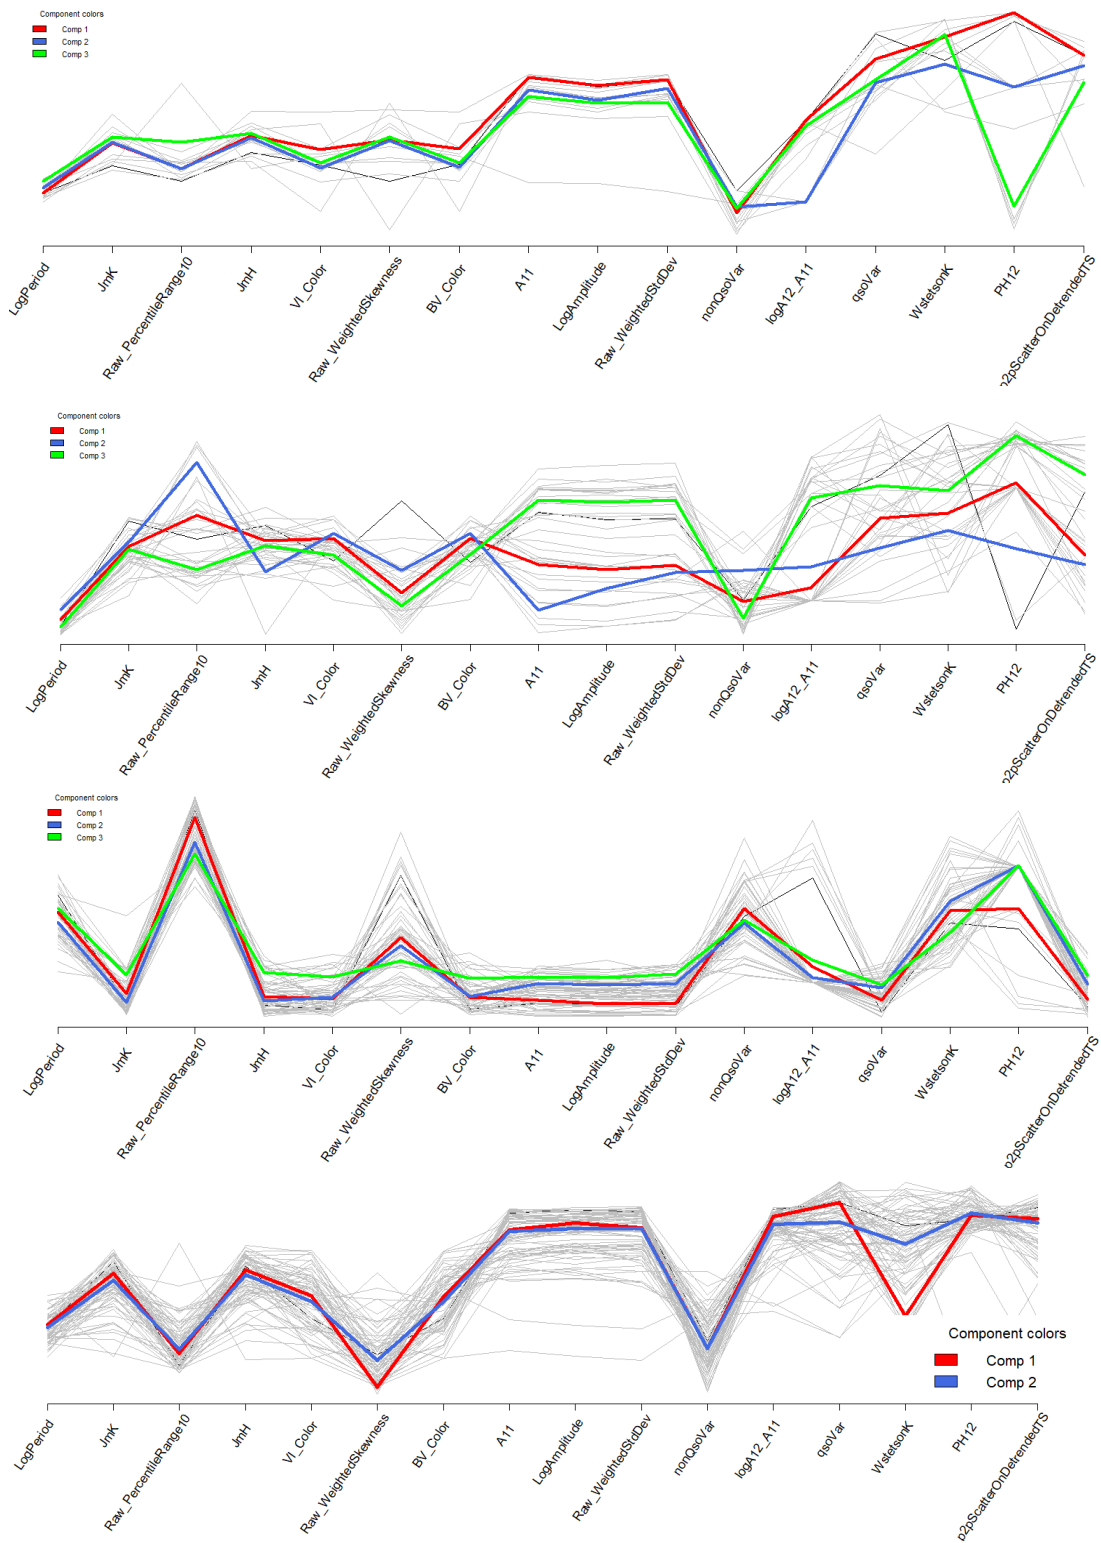 Component colors
Comp 1
Comp 2
Comp 3
LogPeriod
JmK
Raw_PercentileRange10
JmH
VI_Color
Raw_WeightedSkewness
BV_Color
A11
LogAmplitude
Raw_WeightedStdDev
nonQsoVar
logA12_A11
qsoVar
WstetsonK
PH12
p2pScatterOnDetrendedTS
Component colors
Comp 1
Comp 2
Comp 3
LogPeriod
JmK
Raw_PercentileRange10
JmH
VI_Color
Raw_WeightedSkewness
BV_Color
A11
LogAmplitude
Raw_WeightedStdDev
nonQsoVar
logA12_A11
qsoVar
WstetsonK
PH12
p2pScatterOnDetrendedTS
Component colors
Comp 1
Comp 2
Comp 3
LogPeriod
JmK
Raw_PercentileRange10
JmH
VI_Color
Raw_WeightedSkewness
BV_Color
A11
LogAmplitude
Raw_WeightedStdDev
nonQsoVar
logA12_A11
qsoVar
WstetsonK
PH12
p2pScatterOnDetrendedTS
Component colors
Comp 1
Comp 2
LogPeriod
JmK
Raw_PercentileRange10
JmH
VI_Color
Raw_WeightedSkewness
BV_Color
A11
LogAmplitude
Raw_WeightedStdDev
nonQsoVar
logA12_A11
qsoVar
WstetsonK
PH12
p2pScatterOnDetrendedTS